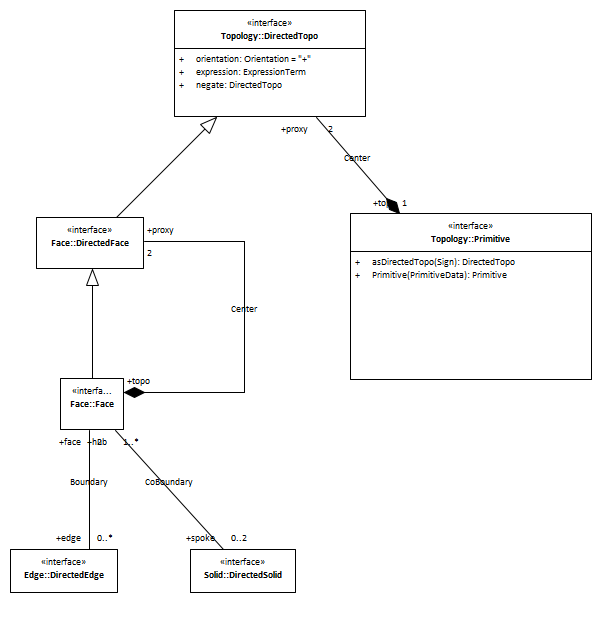 «interface»
Topology::DirectedTopo
+ orientation: Orientation = "+"
+ expression: ExpressionTerm
+ negate: DirectedTopo
+proxy 2
Center
+to 1
«interface»
Face::DirectedFace
+proxy
2
«interface»
Topology::Primitive
+ asDirectedTopo(Sign): DirectedTopo
+ Primitive(PrimitiveData): Primitive
Center
+topo
«interfa...
Face::Face
+face +hub 1..*
Boundary
CoBoundary
+edge 0..*
+spoke 0..2
«interface»
Edge::DirectedEdge
«interface»
Solid::DirectedSolid